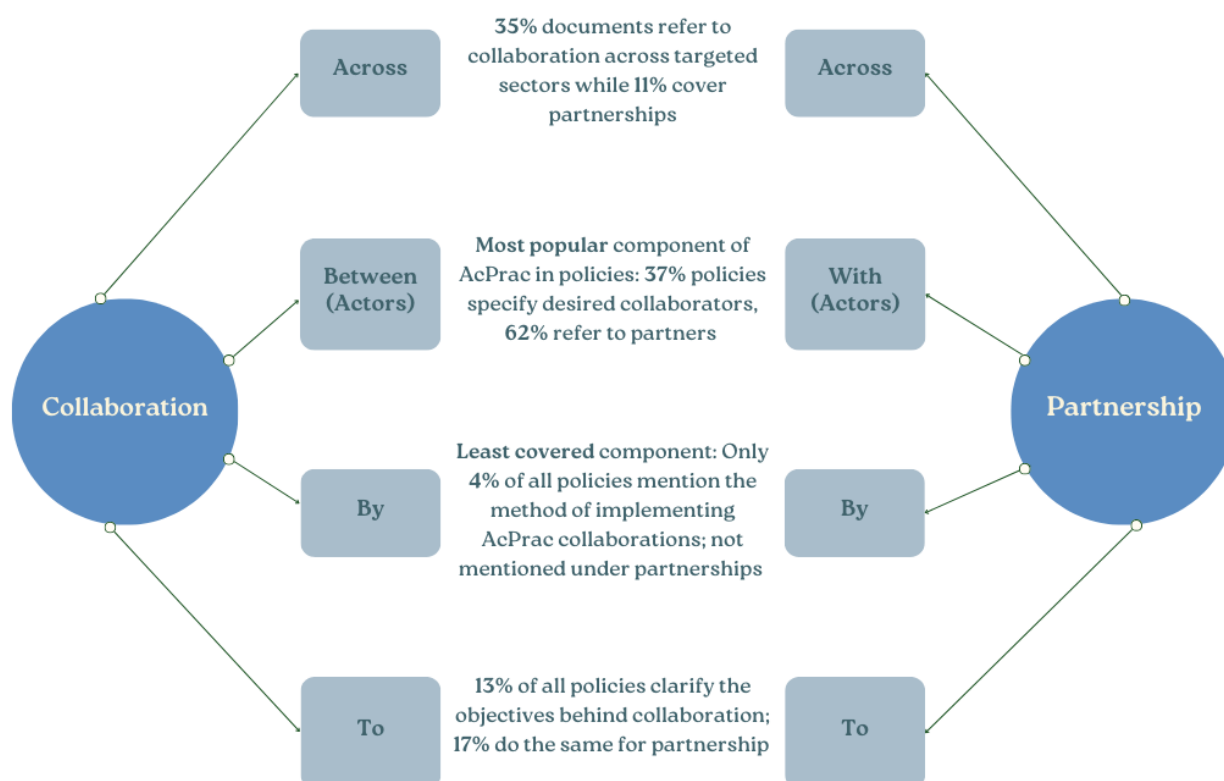 35% documents refer to
collaboration across targeted
sectors while 11% cover
partnerships
Across
Across
Most popular component of
AcPrac in policies: 37% policies
specify desired collaborators,
62% refer to partners
Between
(Actors)
With
(Actors)
Collaboration
Partnership
Least covered component: Only
4% of all policies mention the
method of implementing
AcPrac collaborations; not
mentioned under partnerships
By
By
13% of all policies clarify the
objectives behind collaboration;
17% do the same for partnership
To
To